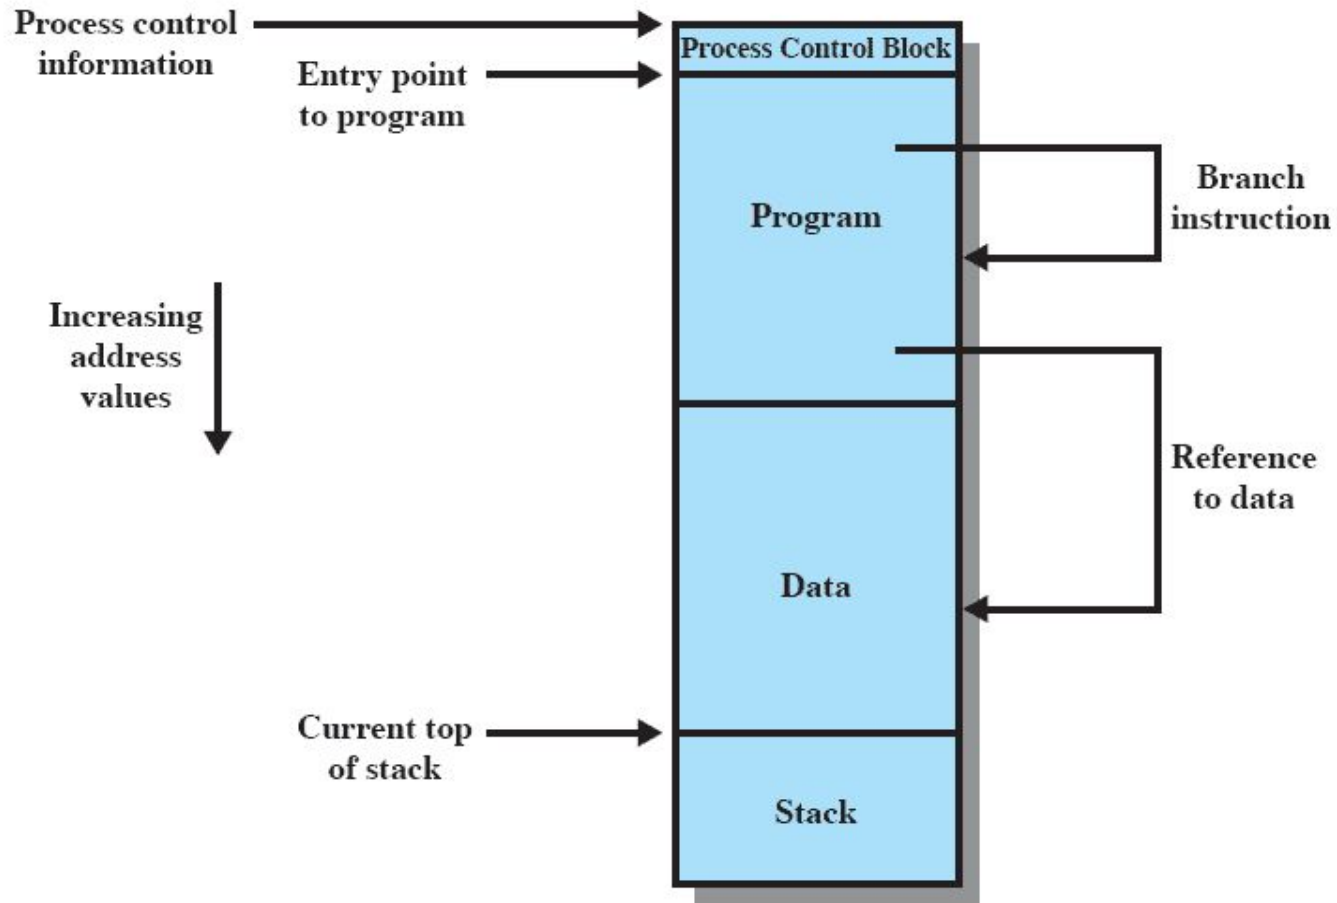 Process control
information
Process Control Block
Entry point
to program
Branch
instruction
Program
Increasing
address
values
Reference
to data
Data
Current top
of stack
Stack